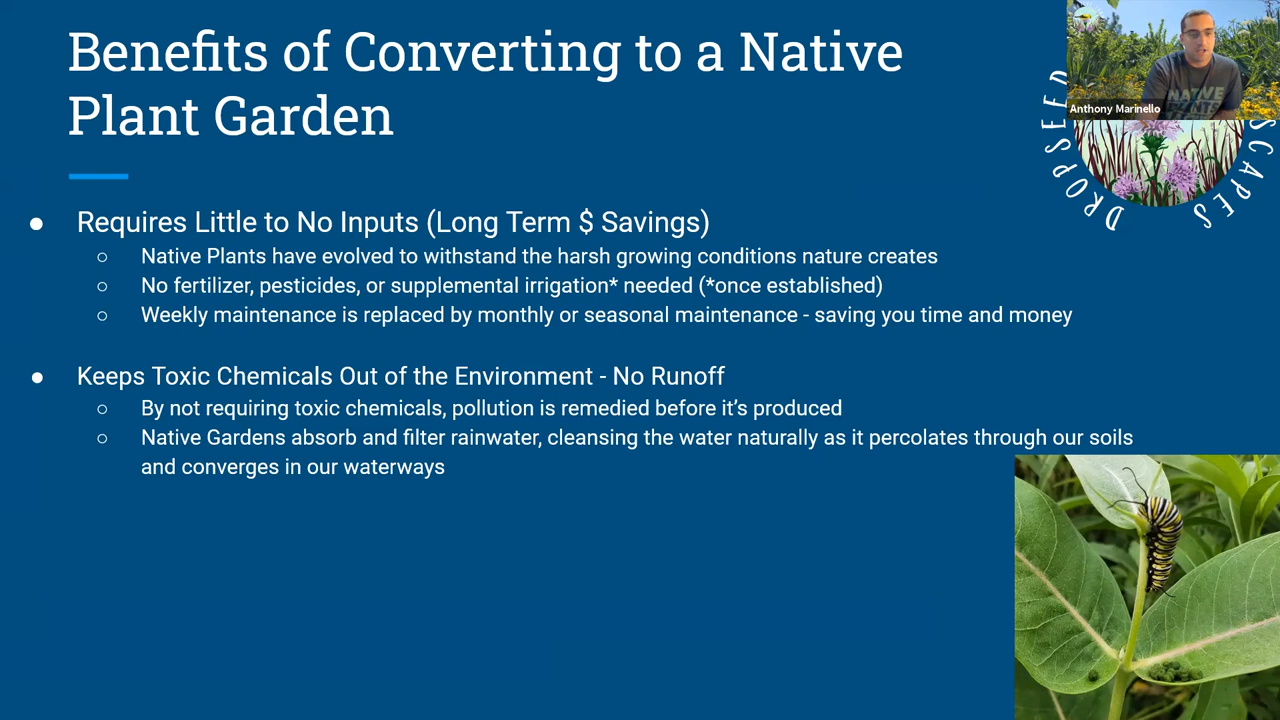 Benefits of Converting to a Native
Plant Garden
Anthony Marinello
NATIVE
PLANTS
DROPSEED
SCAPES
● Requires Little to No Inputs (Long Term $ Savings)
○ Native Plants have evolved to withstand the harsh growing conditions nature creates
○ No fertilizer, pesticides, or supplemental irrigation* needed (*once established)
○ Weekly maintenance is replaced by monthly or seasonal maintenance - saving you time and money
● Keeps Toxic Chemicals Out of the Environment - No Runoff
○ By not requiring toxic chemicals, pollution is remedied before it’s produced
○ Native Gardens absorb and filter rainwater, cleansing the water naturally as it percolates through our soils
and converges in our waterways